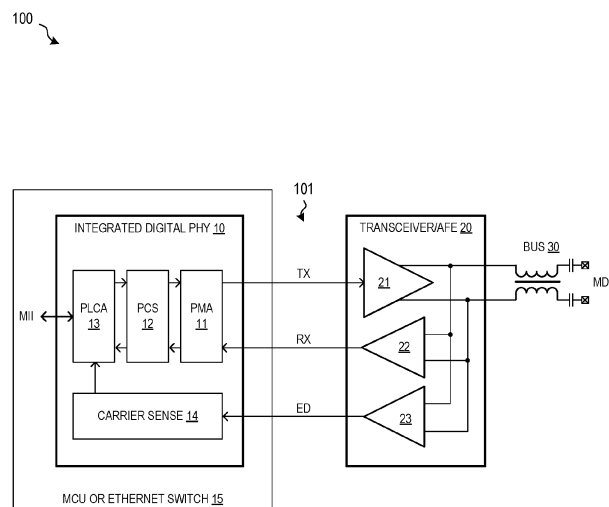 100
101
INTEGRATED DIGITAL PHY 10
TRANSCEIVER/AFE 20
BUS 30
TX
21
MII
PLCA
13
PCS
12
PMA
11
MDI
RX
22
ED
CARRIER SENSE 14
23
MCU OR ETHERNET SWITCH 15